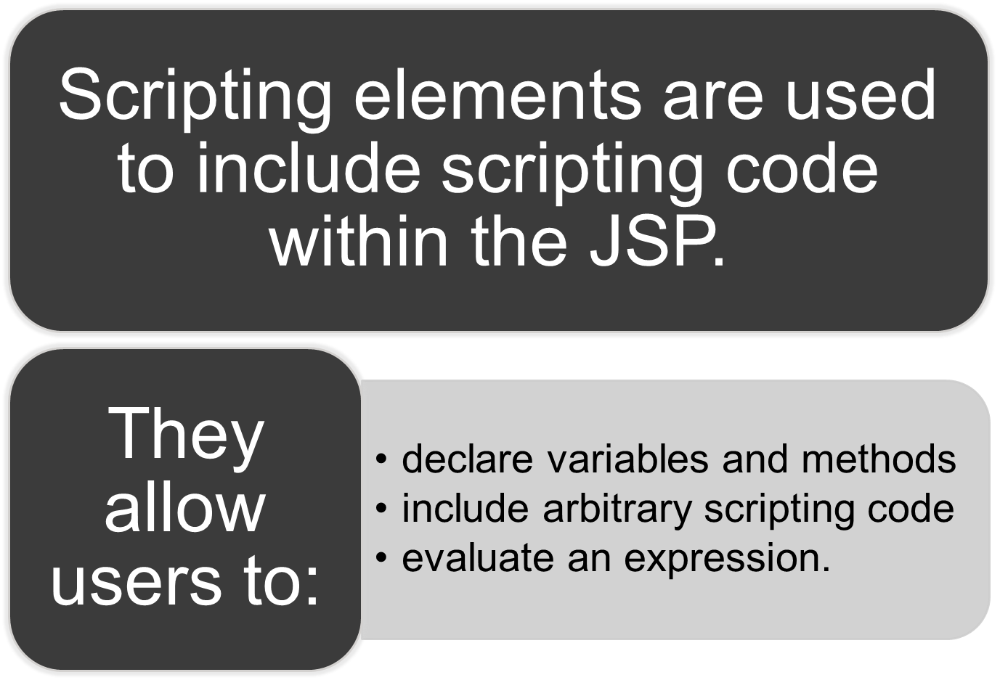 Scripting elements are used
to include scripting code
within the JSP.
They
allow
users to:
• declare variables and methods
• include arbitrary scripting code
• evaluate an expression.